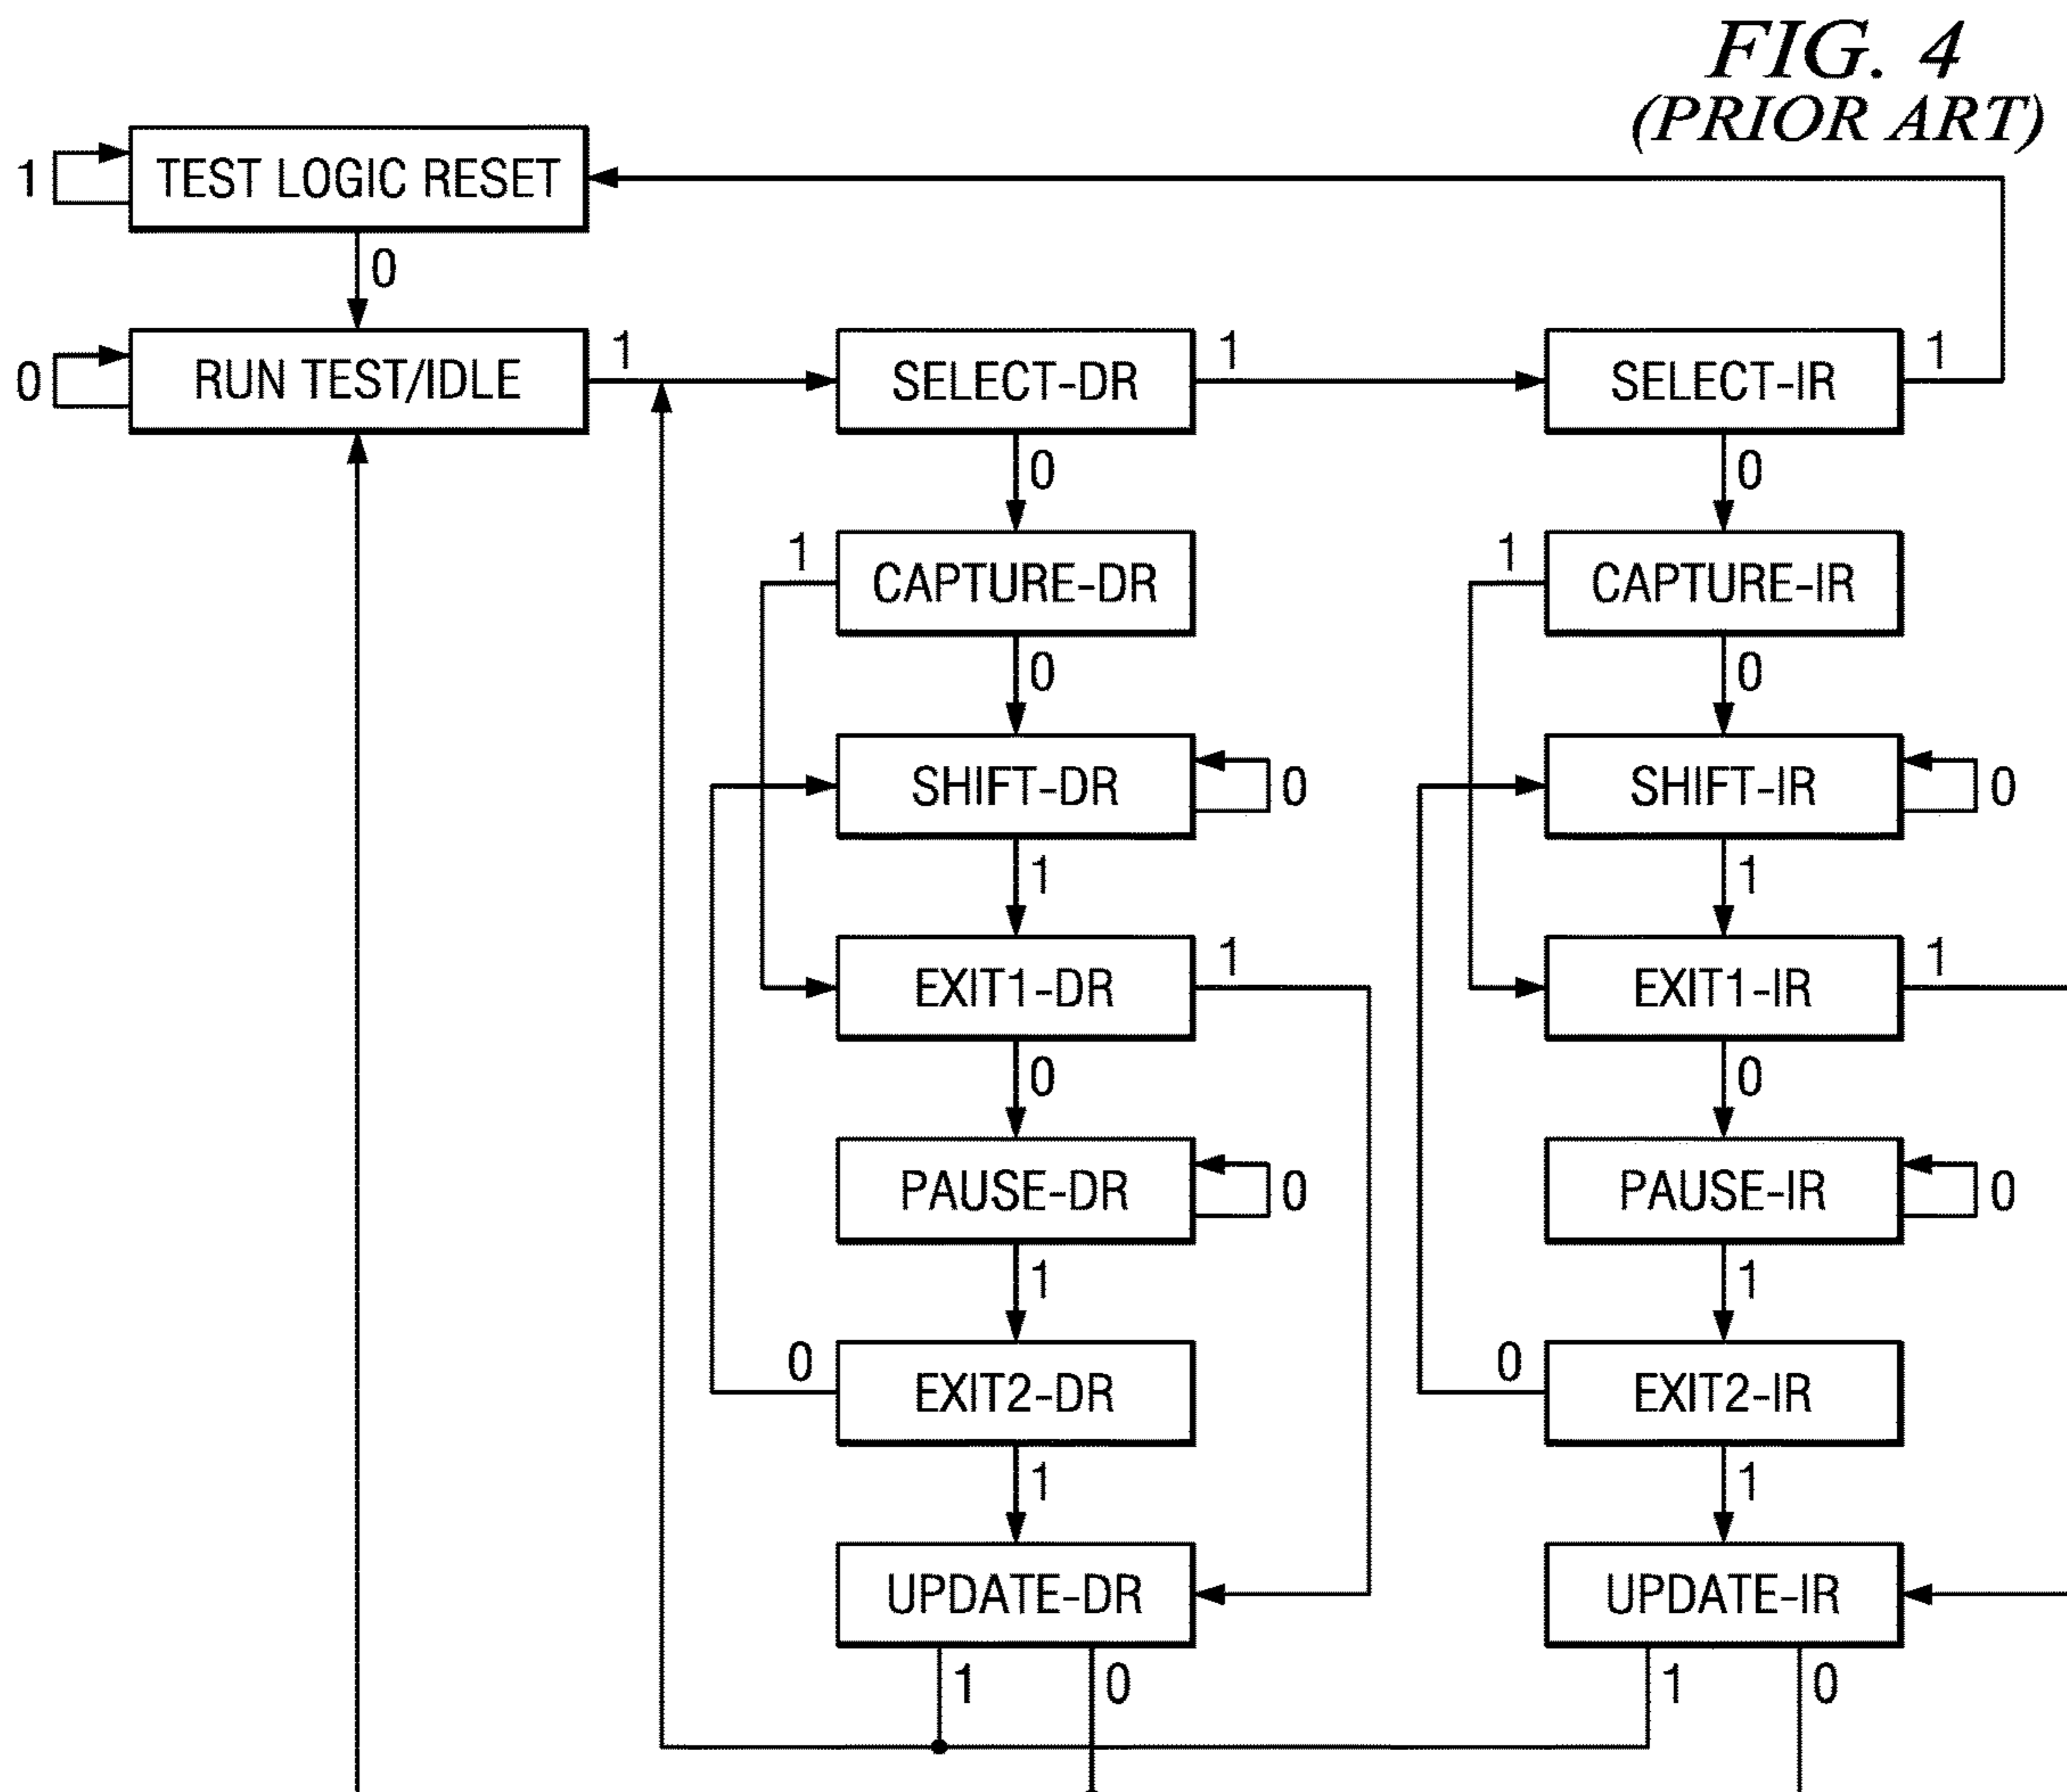 FIG. 4
(PRIOR ART)
1 TEST LOGIC RESET
0
0 RUN TEST/IDLE 1 SELECT-DR 1 SELECT-IR 1
0 0
1 CAPTURE-DR 1 CAPTURE-IR
0 0
SHIFT-DR 0 SHIFT-IR 0
1 1
EXIT1-DR 1 EXIT1-IR 1
0 0
PAUSE-DR 0 PAUSE-IR 0
1 1
0 EXIT2-DR 0 EXIT2-IR
1 1
UPDATE-DR UPDATE-IR
1 0 1 0